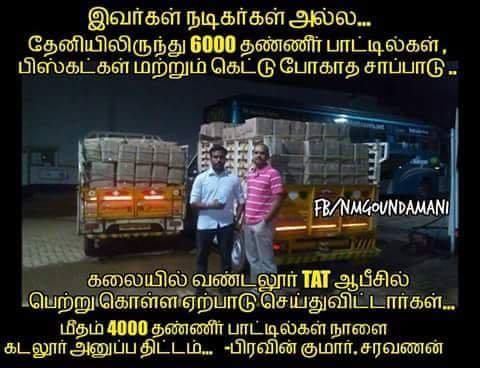 இவர்கள் நடிகர்கள் அல்ல...
தேனியிலிருந்து 6000 தண்ணீர் பாட்டில்கள் ,
பிஸ்கட்கள் மற்றும் கெட்டு போகாத சாப்பாடு ..
FB/NMGOUNDAMANI
கலையில் வண்டலூர் TAT ஆபீசில்
பெற்று கொள்ள ஏற்பாடு செய்துவிட்டார்கள்...
மீதம் 4000 தண்ணீர் பாட்டில்கள் நாளை
கடலூர் அனுப்ப திட்டம்... -பிரவின் குமார். சரவணன்